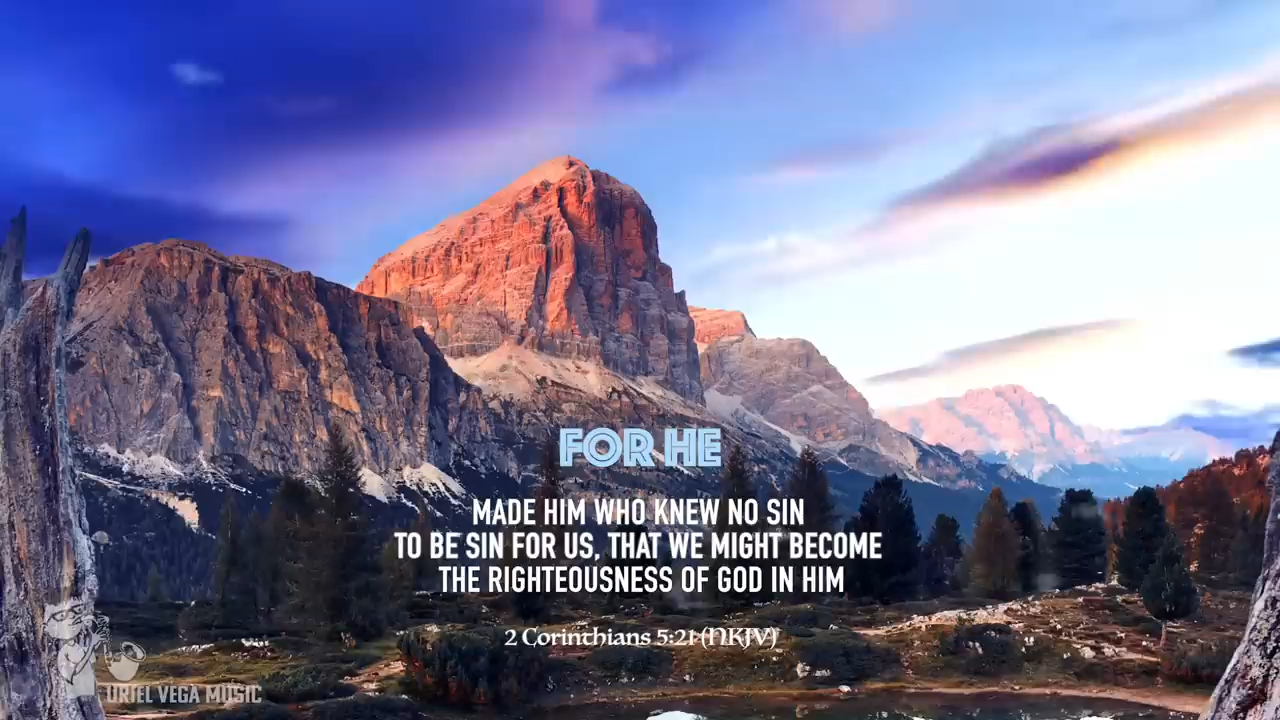 FOR HE
MADE HIM WHO KNEW NO SIN
TO BE SIN FOR US, THAT WE MIGHT BECOME
THE RIGHTEOUSNESS OF GOD IN HIM
2 Corinthians 5:21 (NKJV)
URIEL VEGA MUSIC